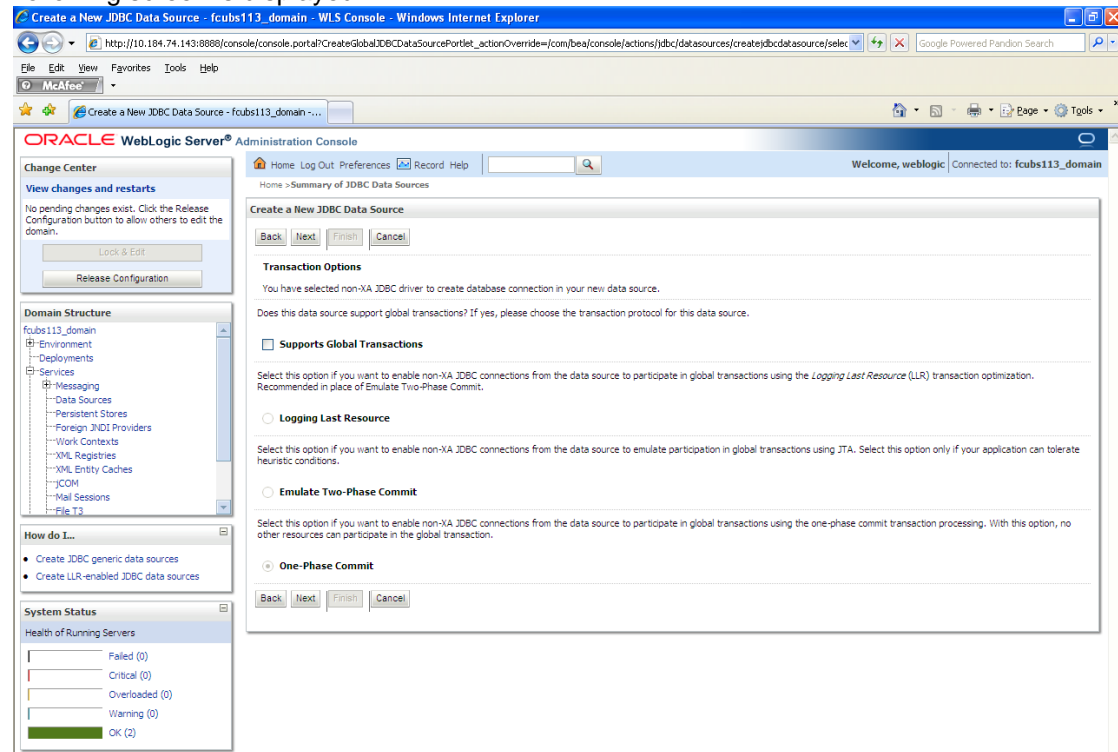 Create a New JDBC Data Source - fcubs113_domain - WLS Console - Windows Internet Explorer
http://10.184.74.143:8888/console/console.portal?CreateGlobalJDBCDataSourcePortlet_actionOverride=/com/bea/console/actions/jdbc/datasources/createjdbcdatasource/selec
Google Powered Pandion Search
File Edit View Favorites Tools Help
McAfee
Create a New JDBC Data Source - fcubs113_domain -...
Page Tools
ORACLE WebLogic Server® Administration Console
Change Center
View changes and restarts
No pending changes exist. Click the Release
Configuration button to allow others to edit the
domain.
Lock & Edit
Release Configuration
Domain Structure
fcubs113_domain
Environment
Deployments
Services
Messaging
Data Sources
Persistent Stores
Foreign JNDI Providers
Work Contexts
XML Registries
XML Entity Caches
jCOM
Mail Sessions
File T3
How do I...
Create JDBC generic data sources
Create LLR-enabled JDBC data sources
System Status
Health of Running Servers
Failed (0)
Critical (0)
Overloaded (0)
Warning (0)
OK (2)
Home Log Out Preferences Record Help
Welcome, weblogic Connected to: fcubs113_domain
Home >Summary of JDBC Data Sources
Create a New JDBC Data Source
Back Next Finish Cancel
Transaction Options
You have selected non-XA JDBC driver to create database connection in your new data source.
Does this data source support global transactions? If yes, please choose the transaction protocol for this data source.
Supports Global Transactions
Select this option if you want to enable non-XA JDBC connections from the data source to participate in global transactions using the Logging Last Resource (LLR) transaction optimization.
Recommended in place of Emulate Two-Phase Commit.
Logging Last Resource
Select this option if you want to enable non-XA JDBC connections from the data source to emulate participation in global transactions using JTA. Select this option only if your application can tolerate
heuristic conditions.
Emulate Two-Phase Commit
Select this option if you want to enable non-XA JDBC connections from the data source to participate in global transactions using the one-phase commit transaction processing. With this option, no
other resources can participate in the global transaction.
One-Phase Commit
Back Next Finish Cancel